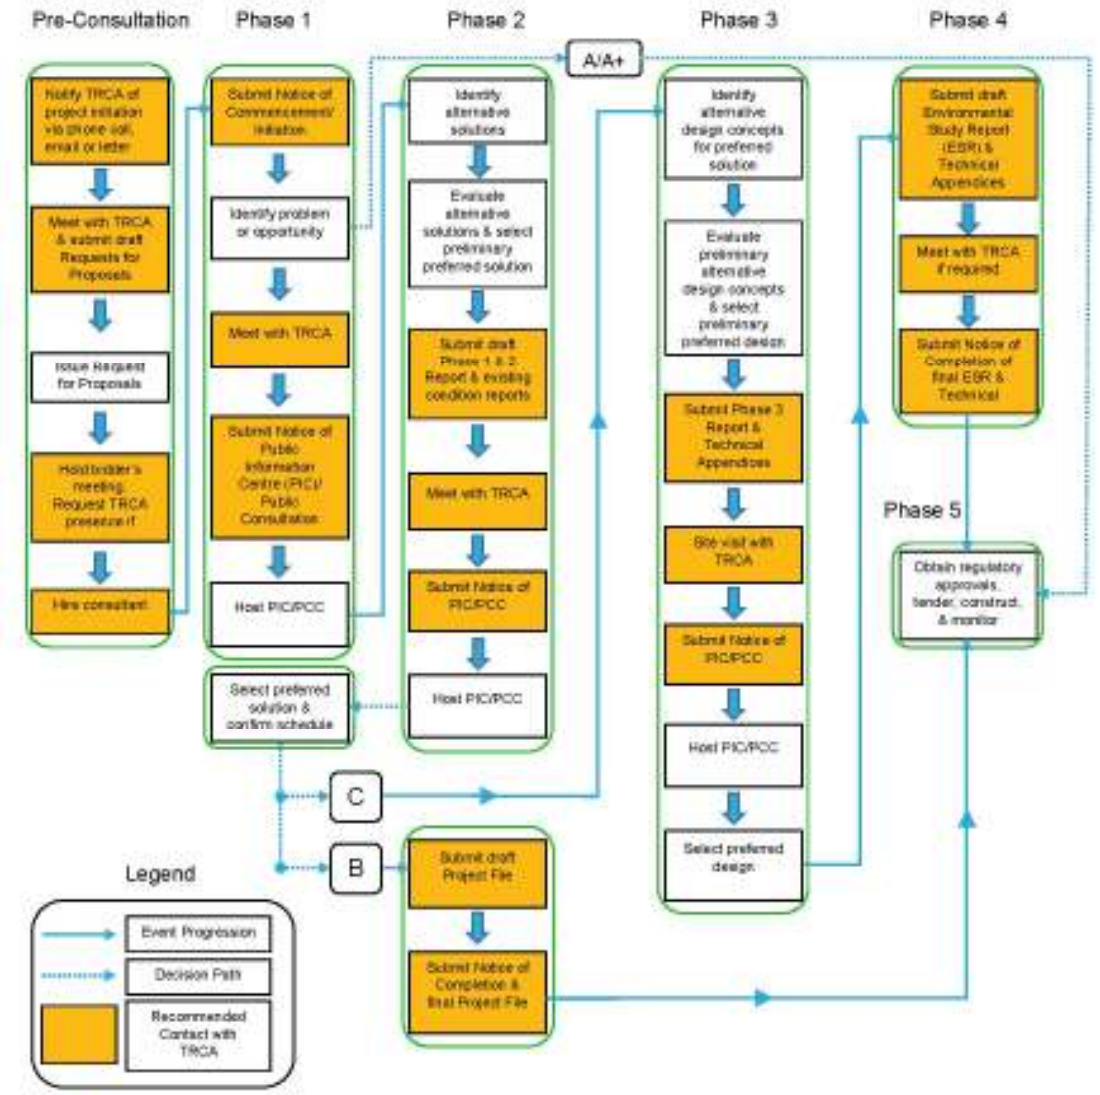 Pre-Consultation
Phase 1
Phase 2
Phase 3
Phase 4
A/A+
Notify TRCA of
project initiation
via phone call,
email or letter
Meet with TRCA
& submit draft
Requests for
Proposals
Issue Request
for Proposals
Hold bidder's
meeting.
Request TRCA
presence if
Hire consultant
Submit Notice of
Commencement/
Initiation
Identify problem
or opportunity
Meet with TRCA
Submit Notice of
Public
Information
Centre (PIC)/
Public
Consultation
Host PIC/PCC
Select preferred
solution &
confirm schedule
Identify
alternative
solutions
Evaluate
alternative
solutions & select
preliminary
preferred solution
Submit draft
Phase 1 & 2
Report & existing
condition reports
Meet with TRCA
Submit Notice of
PIC/PCC
Host PIC/PCC
C
B
Submit draft
Project File
Submit Notice of
Completion &
final Project File
Identify
alternative
design concepts
for preferred
solution
Evaluate
preliminary
alternative
design concepts
& select
preliminary
preferred design
Submit Phase 3
Report &
Technical
Appendices
Site visit with
TRCA
Submit Notice of
PIC/PCC
Host PIC/PCC
Select preferred
design
Submit draft
Environmental
Study Report
(ESR) &
Technical
Appendices
Meet with TRCA
if required
Submit Notice of
Completion of
final ESR &
Technical
Phase 5
Obtain regulatory
approvals,
tender, construct,
& monitor
Legend
Event Progression
Decision Path
Recommended
Contact with
TRCA